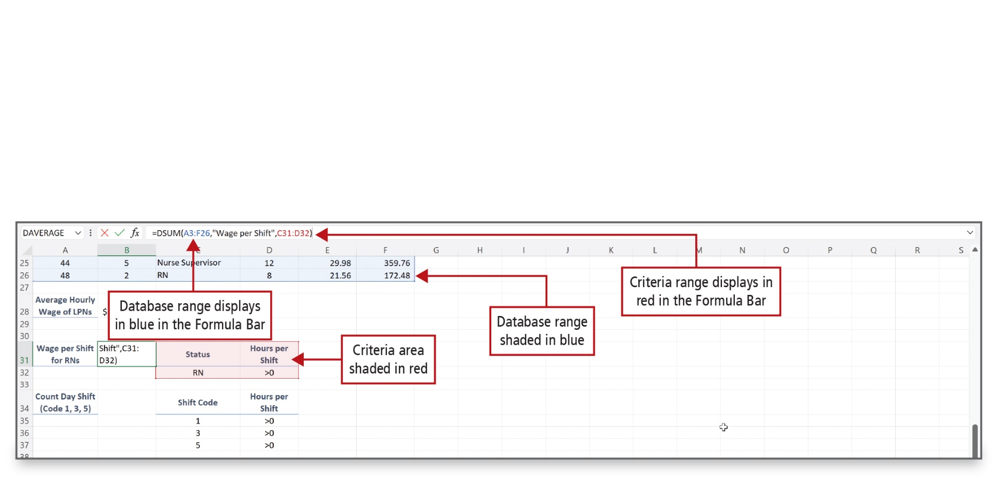 DAVERAGE fx =DSUM(A3:F26,"Wage per Shift",C31:D32)
A B C D E F G H I J K L M N O P Q R S
25 44 5 Nurse Supervisor 12 29.98 359.76
26 48 2 RN 8 21.56 172.48
27
Criteria range displays in
red in the Formula Bar
Database range displays
in blue in the Formula Bar
Database range
shaded in blue
Average Hourly
28 Wage of LPNs $
29
30
Criteria area
shaded in red
Wage per Shift Shift",C31: Status Hours per
31 for RNs D32) Shift
32 RN >0
33
Count Day Shift Shift Code Hours per
34 (Code 1, 3, 5) Shift
35 1 >0
36 3 >0
37 5 >0
38